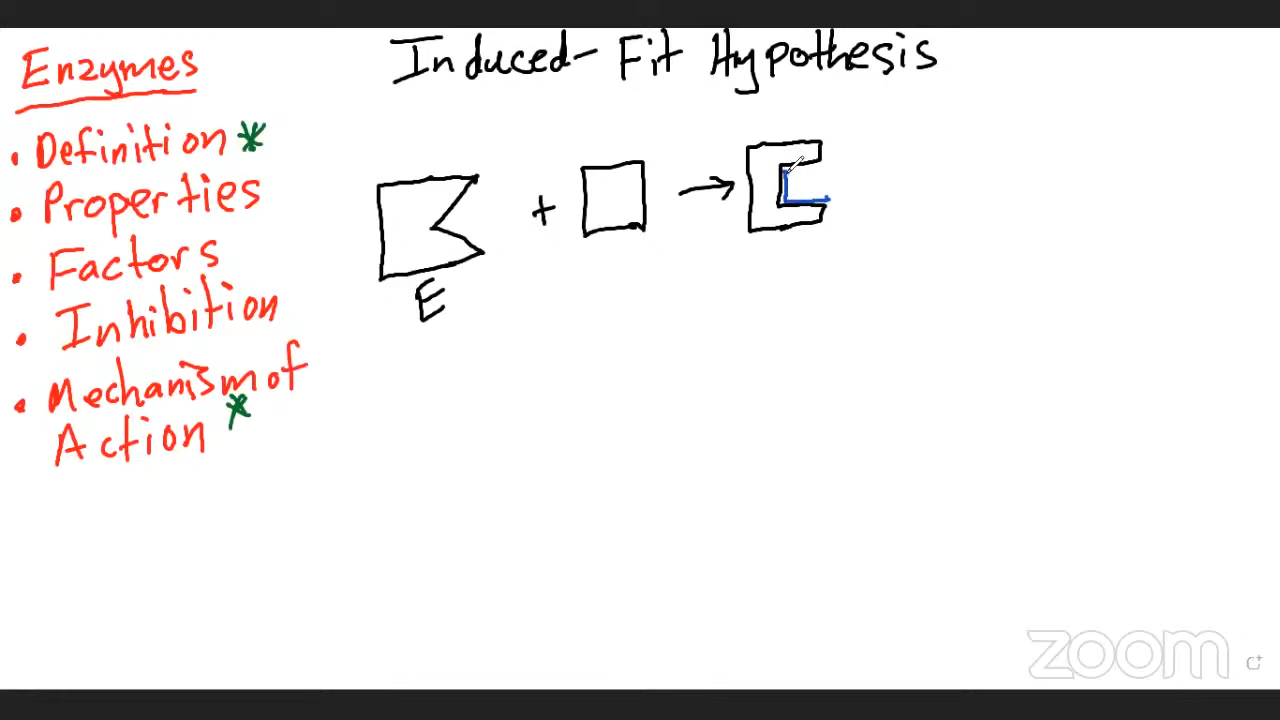 Enzymes
• Definition *
• Properties
• Factors
• Inhibition
• Mechanism of
Action *
Induced-Fit Hypothesis
+
→
E
zoom